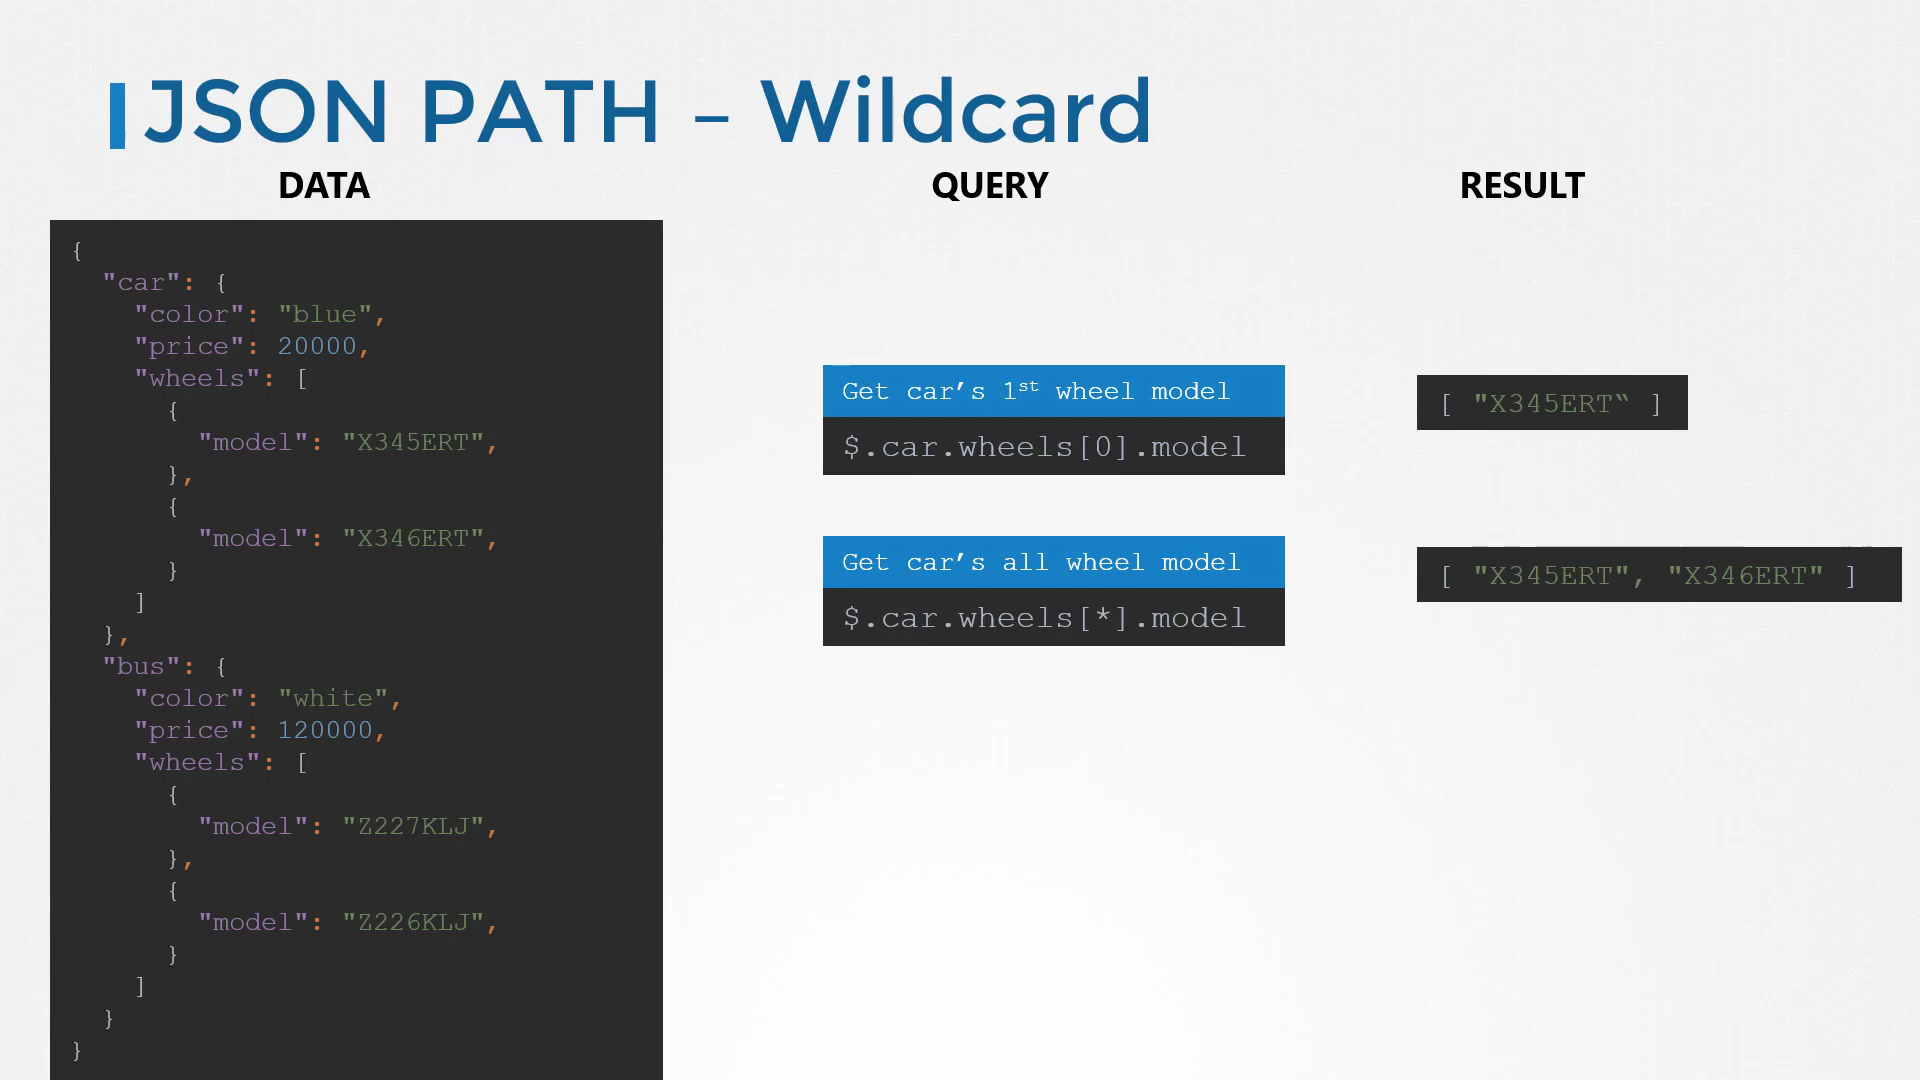 JSON PATH – Wildcard
DATA
QUERY
RESULT
{
"car": {
"color": "blue",
"price": 20000,
"wheels": [
{
"model": "X345ERT",
},
{
"model": "X346ERT",
}
]
},
"bus": {
"color": "white",
"price": 120000,
"wheels": [
{
"model": "Z227KLJ",
},
{
"model": "Z226KLJ",
}
]
}
}
Get car’s 1st wheel model
$.car.wheels[0].model
Get car’s all wheel model
$.car.wheels[*].model
[ "X345ERT“ ]
[ "X345ERT", "X346ERT" ]